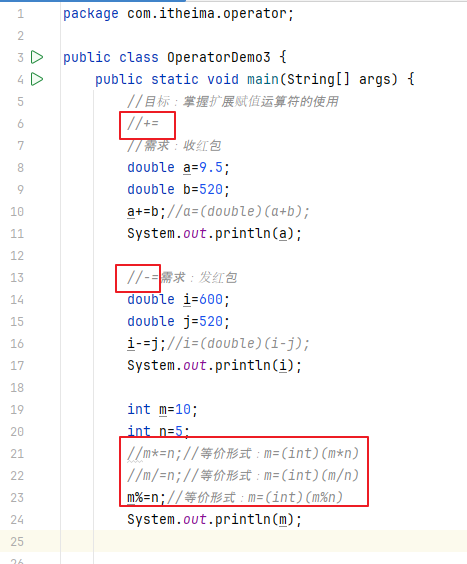 1 package com.itheima.operator;
2
3 public class OperatorDemo3 {
4 public static void main(String[] args) {
5 //目标：掌握扩展赋值运算符的使用
6 //+=
7 //需求：收红包
8 double a=9.5;
9 double b=520;
10 a+=b;//a=(double)(a+b);
11 System.out.println(a);
12
13 //-=需求：发红包
14 double i=600;
15 double j=520;
16 i-=j;//i=(double)(i-j);
17 System.out.println(i);
18
19 int m=10;
20 int n=5;
21 //m*=n;//等价形式：m=(int)(m*n)
22 //m/=n;//等价形式：m=(int)(m/n)
23 m%=n;//等价形式：m=(int)(m%n)
24 System.out.println(m);
25
26